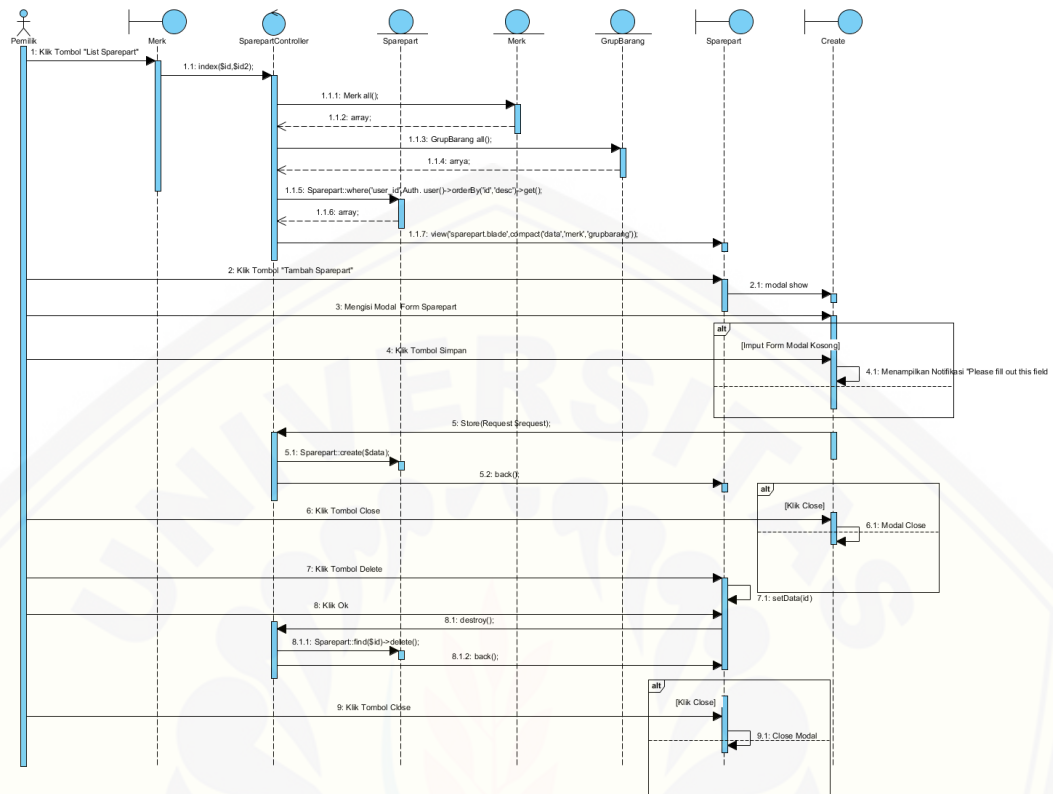 Pemilik
Merk
SparepartController
Sparepart
Merk
GrupBarang
Sparepart
Create
1: Klik Tombol "List Sparepart"
1.1: index($id,$id2);
1.1.1: Merk all();
1.1.2: array;
1.1.3: GrupBarang all();
1.1.4: arrya;
1.1.5: Sparepart::where('user_id',Auth. user()->orderBy('id','desc')->get();
1.1.6: array;
1.1.7: view('sparepart.blade',compact('data','merk','grupbarang'));
2: Klik Tombol "Tambah Sparepart"
2.1: modal show
3: Mengisi Modal Form Sparepart
alt
[Imput Form Modal Kosong]
4: Klik Tombol Simpan
4.1: Menampilkan Notifikasi "Please fill out this field
5: Store(Request $request);
5.1: Sparepart::create($data);
5.2: back();
alt
[Klik Close]
6: Klik Tombol Close
6.1: Modal Close
7: Klik Tombol Delete
7.1: setData(id)
8: Klik Ok
8.1: destroy();
8.1.1: Sparepart::find($id)->delete();
8.1.2: back();
alt
[Klik Close]
9: Klik Tombol Close
9.1: Close Modal
UNIVERSITAS